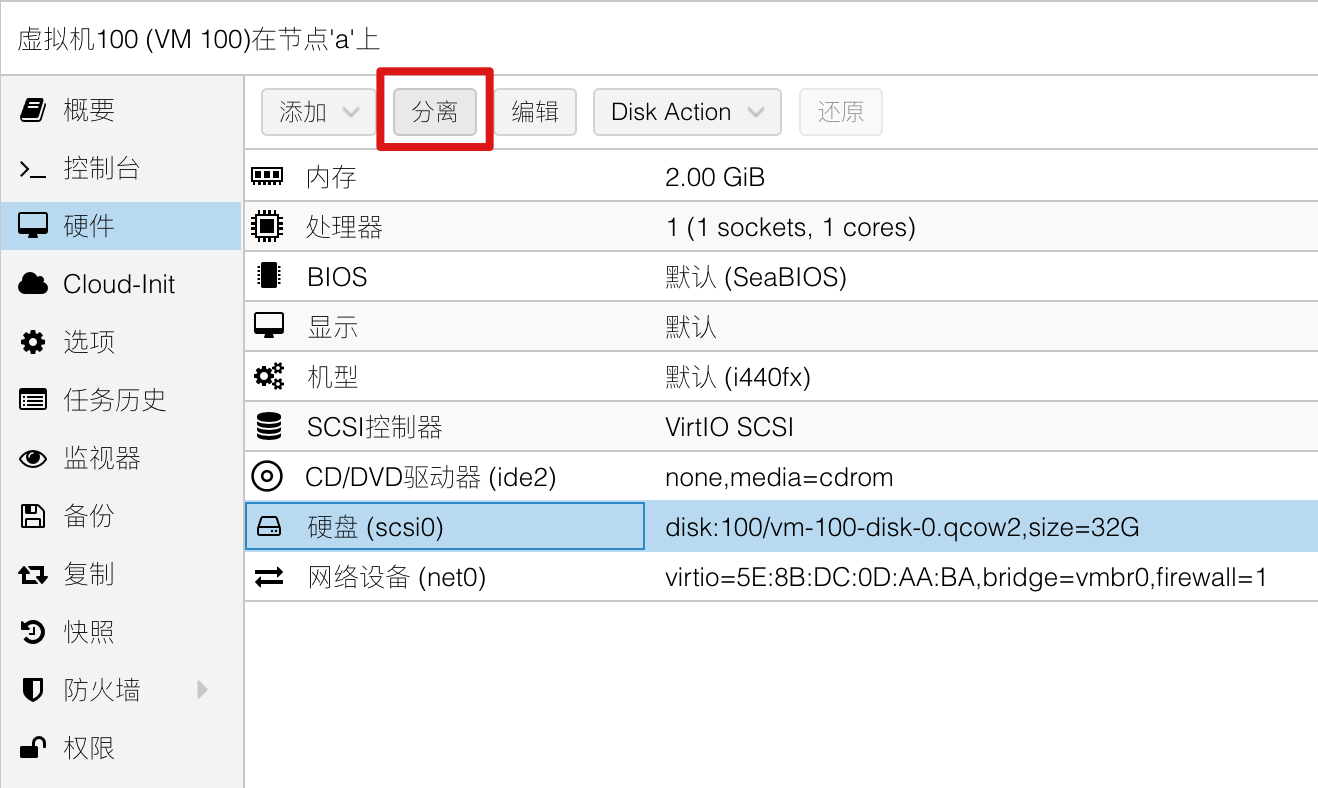 虚拟机100 (VM 100)在节点'a'上
概要
控制台
硬件
Cloud-Init
选项
任务历史
监视器
备份
复制
快照
防火墙
权限
添加 分离 编辑 Disk Action 还原
内存 2.00 GiB
处理器 1 (1 sockets, 1 cores)
BIOS 默认 (SeaBIOS)
显示 默认
机型 默认 (i440fx)
SCSI控制器 VirtIO SCSI
CD/DVD驱动器 (ide2) none,media=cdrom
硬盘 (scsi0) disk:100/vm-100-disk-0.qcow2,size=32G
网络设备 (net0) virtio=5E:8B:DC:0D:AA:BA,bridge=vmbr0,firewall=1